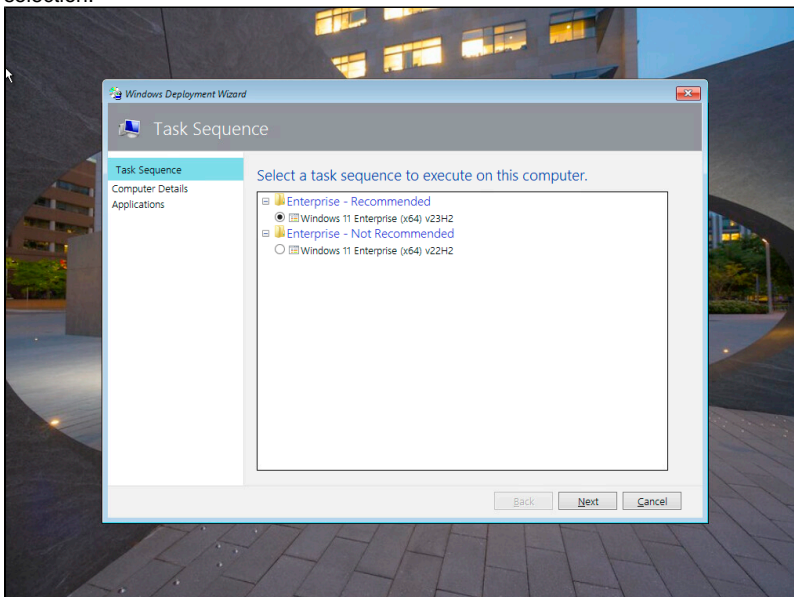 selection.
Windows Deployment Wizard
Task Sequence
Task Sequence
Computer Details
Applications
Select a task sequence to execute on this computer.
Enterprise - Recommended
Windows 11 Enterprise (x64) v23H2
Enterprise - Not Recommended
Windows 11 Enterprise (x64) v22H2
Back Next Cancel